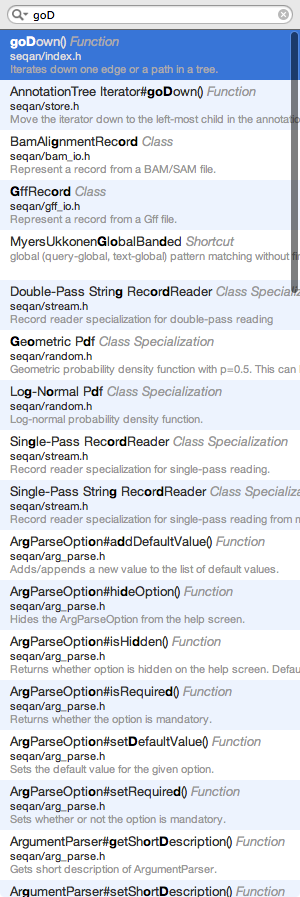 goD
goDown() Function
seqan/index.h
Iterates down one edge or a path in a tree.
AnnotationTree Iterator#goDown() Function
seqan/store.h
Move the iterator down to the left-most child in the annotatio
BamAlignmentRecord Class
seqan/bam_io.h
Represent a record from a BAM/SAM file.
GffRecord Class
seqan/gff_io.h
Represent a record from a Gff file.
MyersUkkonenGlobalBanded Shortcut
global (query-global, text-global) pattern matching without fi
Double-Pass String RecordReader Class Specializ
seqan/stream.h
Record reader specialization for double-pass reading
Geometric Pdf Class Specialization
seqan/random.h
Geometric probability density function with p=0.5. This can
Log-Normal Pdf Class Specialization
seqan/random.h
Log-normal probability density function.
Single-Pass RecordReader Class Specialization
seqan/stream.h
Record reader specialization for single-pass reading.
Single-Pass String RecordReader Class Specializa
seqan/stream.h
Record reader specialization for single-pass reading from m
ArgParseOption#addDefaultValue() Function
seqan/arg_parse.h
Adds/appends a new value to the list of default values.
ArgParseOption#hideOption() Function
seqan/arg_parse.h
Hides the ArgParseOption from the help screen.
ArgParseOption#isHidden() Function
seqan/arg_parse.h
Returns whether option is hidden on the help screen. Defau
ArgParseOption#isRequired() Function
seqan/arg_parse.h
Returns whether the option is mandatory.
ArgParseOption#setDefaultValue() Function
seqan/arg_parse.h
Sets the default value for the given option.
ArgParseOption#setRequired() Function
seqan/arg_parse.h
Sets whether or not the option is mandatory.
ArgumentParser#getShortDescription() Function
seqan/arg_parse.h
Gets short description of ArgumentParser.
ArgumentParser#setShortDescription() Function